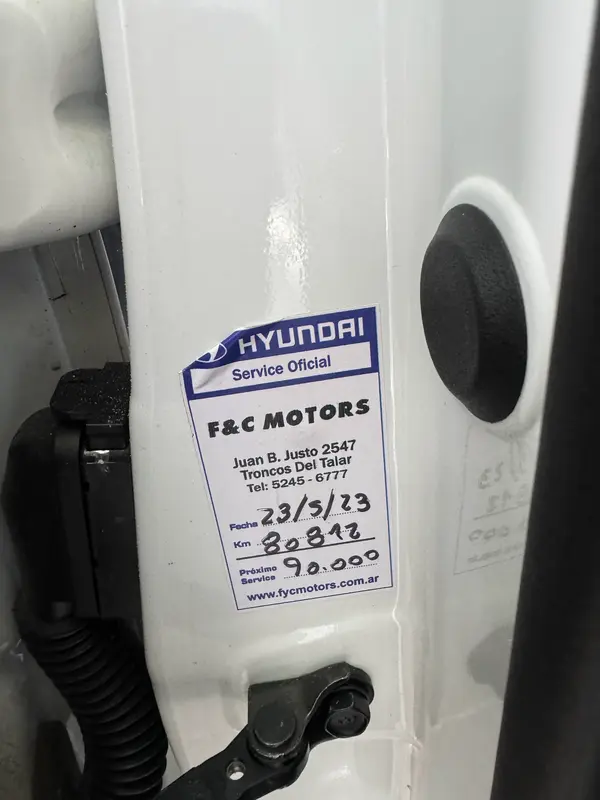 HYUNDAI
Service Oficial
F&C MOTORS
Juan B. Justo 2547
Troncos Del Talar
Tel: 5245 - 6777
Fecha 23/5/23
Km 80812
Próximo Service 90.000
www.fycmotors.com.ar